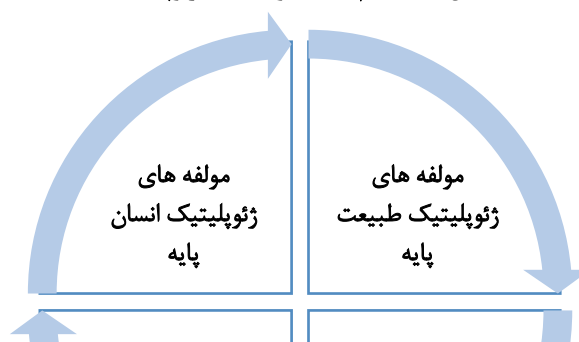 مولفه های
ژئوپلیتیک طبیعت
پایه
مولفه های
ژئوپلیتیک انسان
پایه